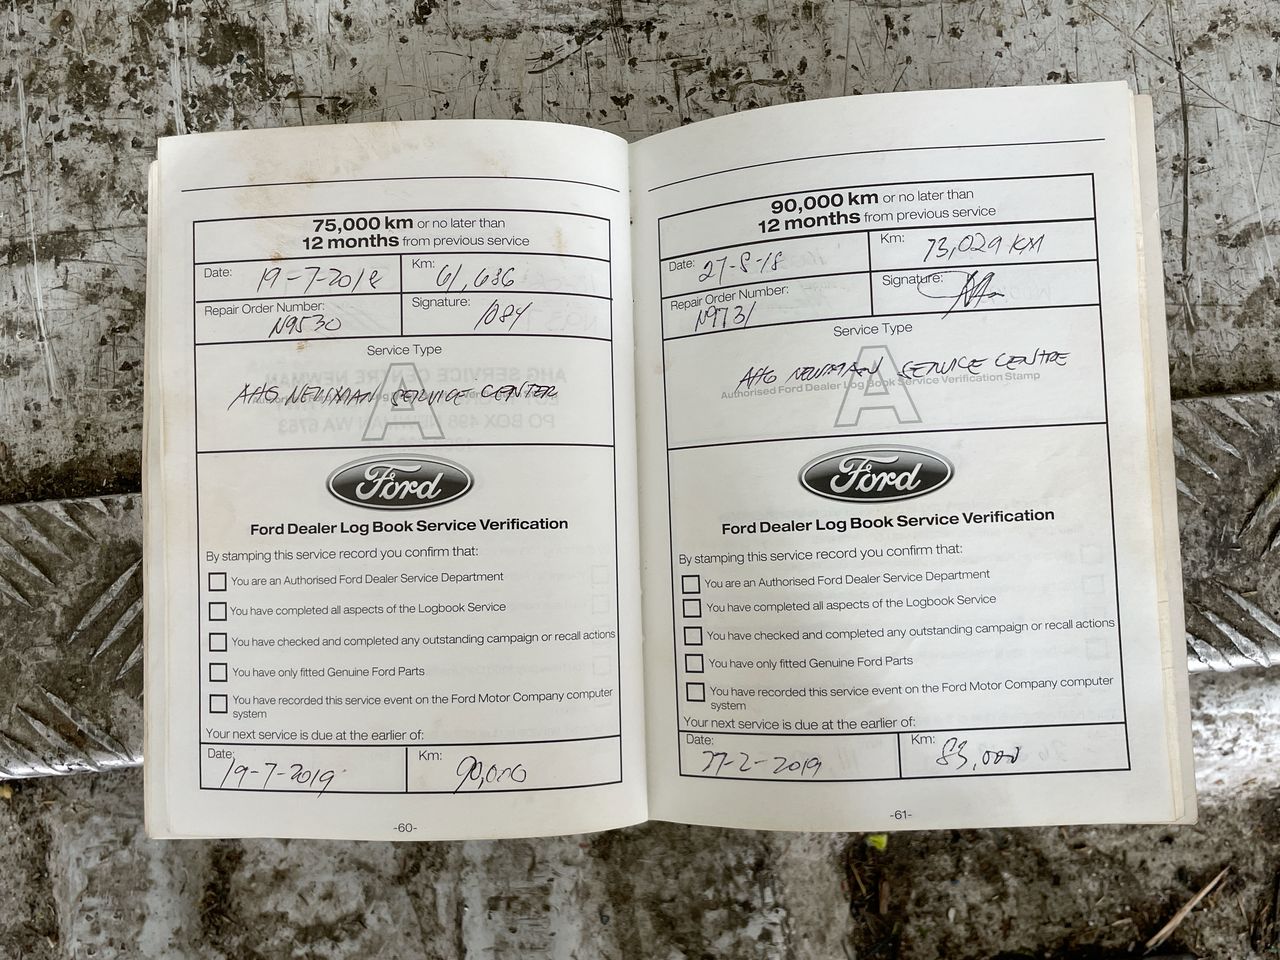 75,000 km or no later than
12 months from previous service
Date: 19-7-2018 Km: 61,636
Repair Order Number: N9530 Signature: 1084
Service Type
A
AHG NEWMAN SERVICE CENTER
Ford
Ford Dealer Log Book Service Verification
By stamping this service record you confirm that:
You are an Authorised Ford Dealer Service Department
You have completed all aspects of the Logbook Service
You have checked and completed any outstanding campaign or recall actions
You have only fitted Genuine Ford Parts
You have recorded this service event on the Ford Motor Company computer
system
Your next service is due at the earlier of:
Date: 19-7-2019 Km: 90,000
-60-
90,000 km or no later than
12 months from previous service
Date: 27-8-18 Km: 73,029 KM
Repair Order Number: N9731 Signature:
Service Type
A
AHG NEWMAN SERVICE CENTRE
Authorised Ford Dealer Log Book Service Verification Stamp
Ford
Ford Dealer Log Book Service Verification
By stamping this service record you confirm that:
You are an Authorised Ford Dealer Service Department
You have completed all aspects of the Logbook Service
You have checked and completed any outstanding campaign or recall actions
You have only fitted Genuine Ford Parts
You have recorded this service event on the Ford Motor Company computer
system
Your next service is due at the earlier of:
Date: 27-2-2019 Km: 83,000
-61-